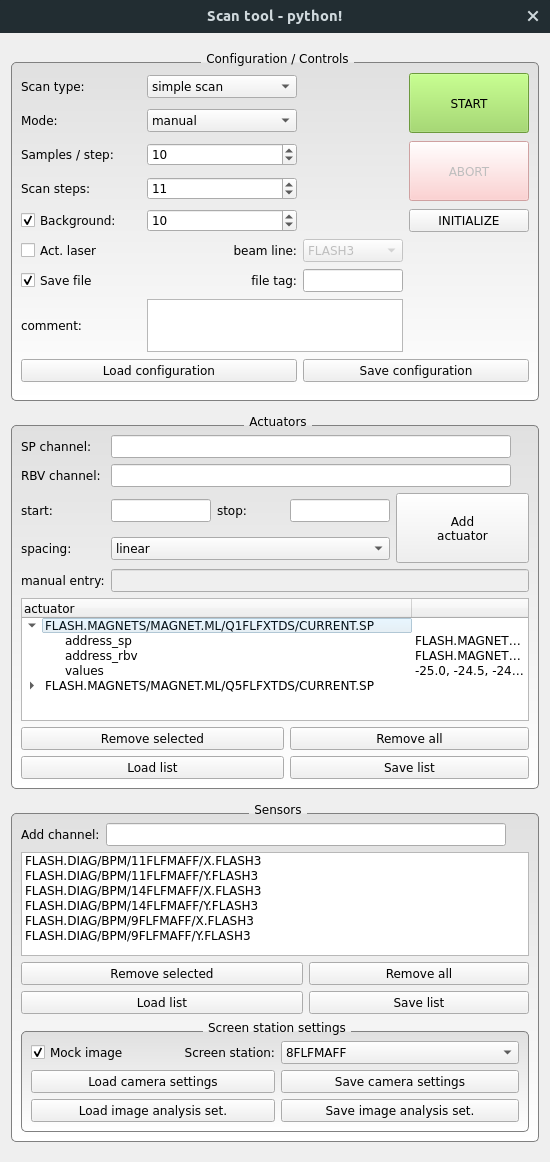 Scan tool - python!
Configuration / Controls
Scan type: simple scan
START
Mode: manual
Samples / step: 10
ABORT
Scan steps: 11
Background: 10
INITIALIZE
Act. laser beam line: FLASH3
Save file file tag:
comment:
Load configuration Save configuration
Actuators
SP channel:
RBV channel:
start: stop:
Add
actuator
spacing: linear
manual entry:
actuator
FLASH.MAGNETS/MAGNET.ML/Q1FLFXTDS/CURRENT.SP
address_sp FLASH.MAGNET...
address_rbv FLASH.MAGNET...
values -25.0, -24.5, -24...
FLASH.MAGNETS/MAGNET.ML/Q5FLFXTDS/CURRENT.SP
Remove selected Remove all
Load list Save list
Sensors
Add channel:
FLASH.DIAG/BPM/11FLFMAFF/X.FLASH3
FLASH.DIAG/BPM/11FLFMAFF/Y.FLASH3
FLASH.DIAG/BPM/14FLFMAFF/X.FLASH3
FLASH.DIAG/BPM/14FLFMAFF/Y.FLASH3
FLASH.DIAG/BPM/9FLFMAFF/X.FLASH3
FLASH.DIAG/BPM/9FLFMAFF/Y.FLASH3
Remove selected Remove all
Load list Save list
Screen station settings
Mock image Screen station: 8FLFMAFF
Load camera settings Save camera settings
Load image analysis set. Save image analysis set.